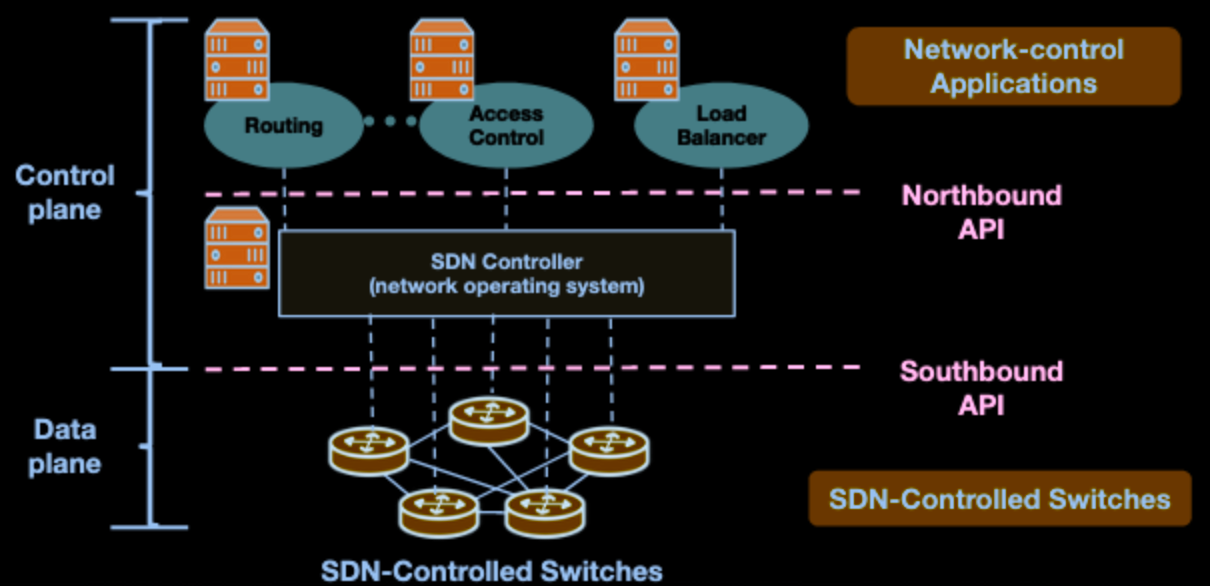 Network-control
Applications
Routing
Access
Control
Load
Balancer
Control
plane
Northbound
API
SDN Controller
(network operating system)
Southbound
API
Data
plane
SDN-Controlled Switches
SDN-Controlled Switches